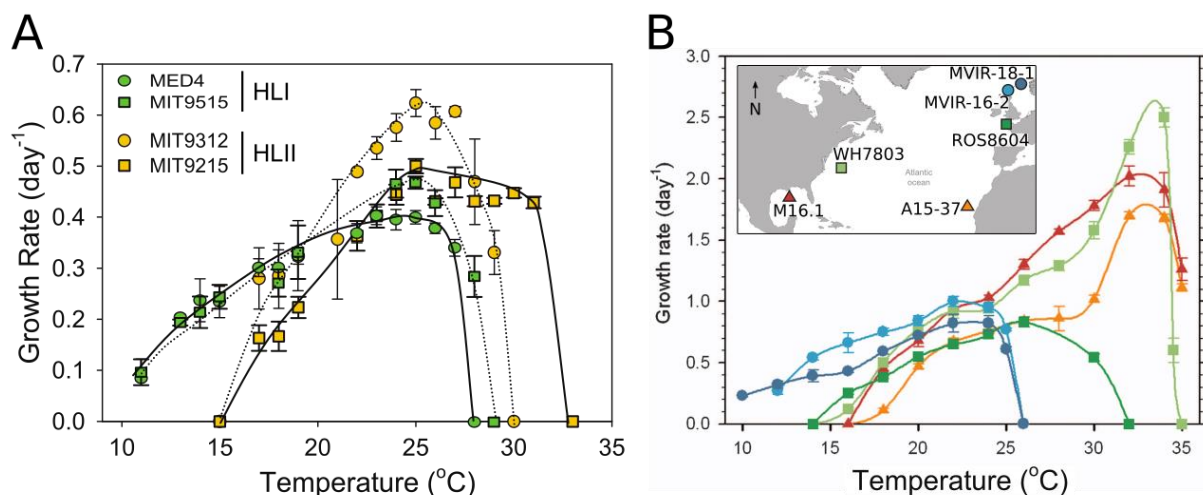 A
Growth Rate (day⁻¹)
0.7
0.6
0.5
0.4
0.3
0.2
0.1
0.0
MED4
MIT9515
HLI
MIT9312
MIT9215
HLII
10 15 20 25 30 35
Temperature (°C)
B
Growth rate (day⁻¹)
3.0
2.5
2.0
1.5
1.0
0.5
0.0
N
MVIR-18-1
MVIR-16-2
ROS8604
WH7803
Atlantic
ocean
M16.1
A15-37
10 15 20 25 30 35
Temperature (°C)